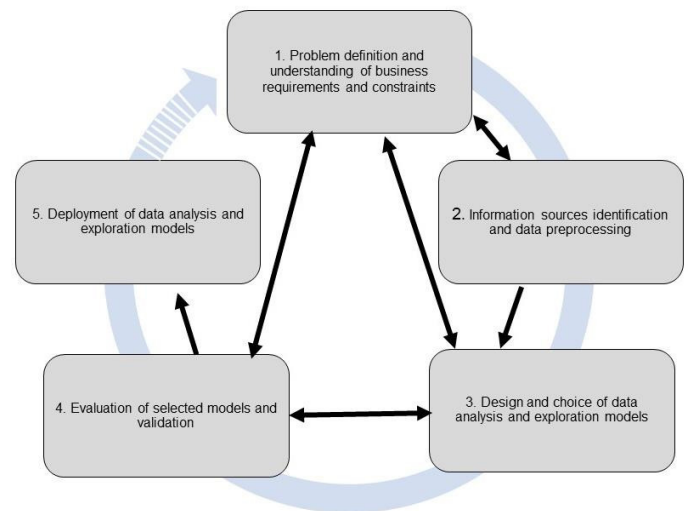 1. Problem definition and
understanding of business
requirements and constraints
5. Deployment of data analysis and
exploration models
2. Information sources identification
and data preprocessing
4. Evaluation of selected models and
validation
3. Design and choice of data
analysis and exploration models